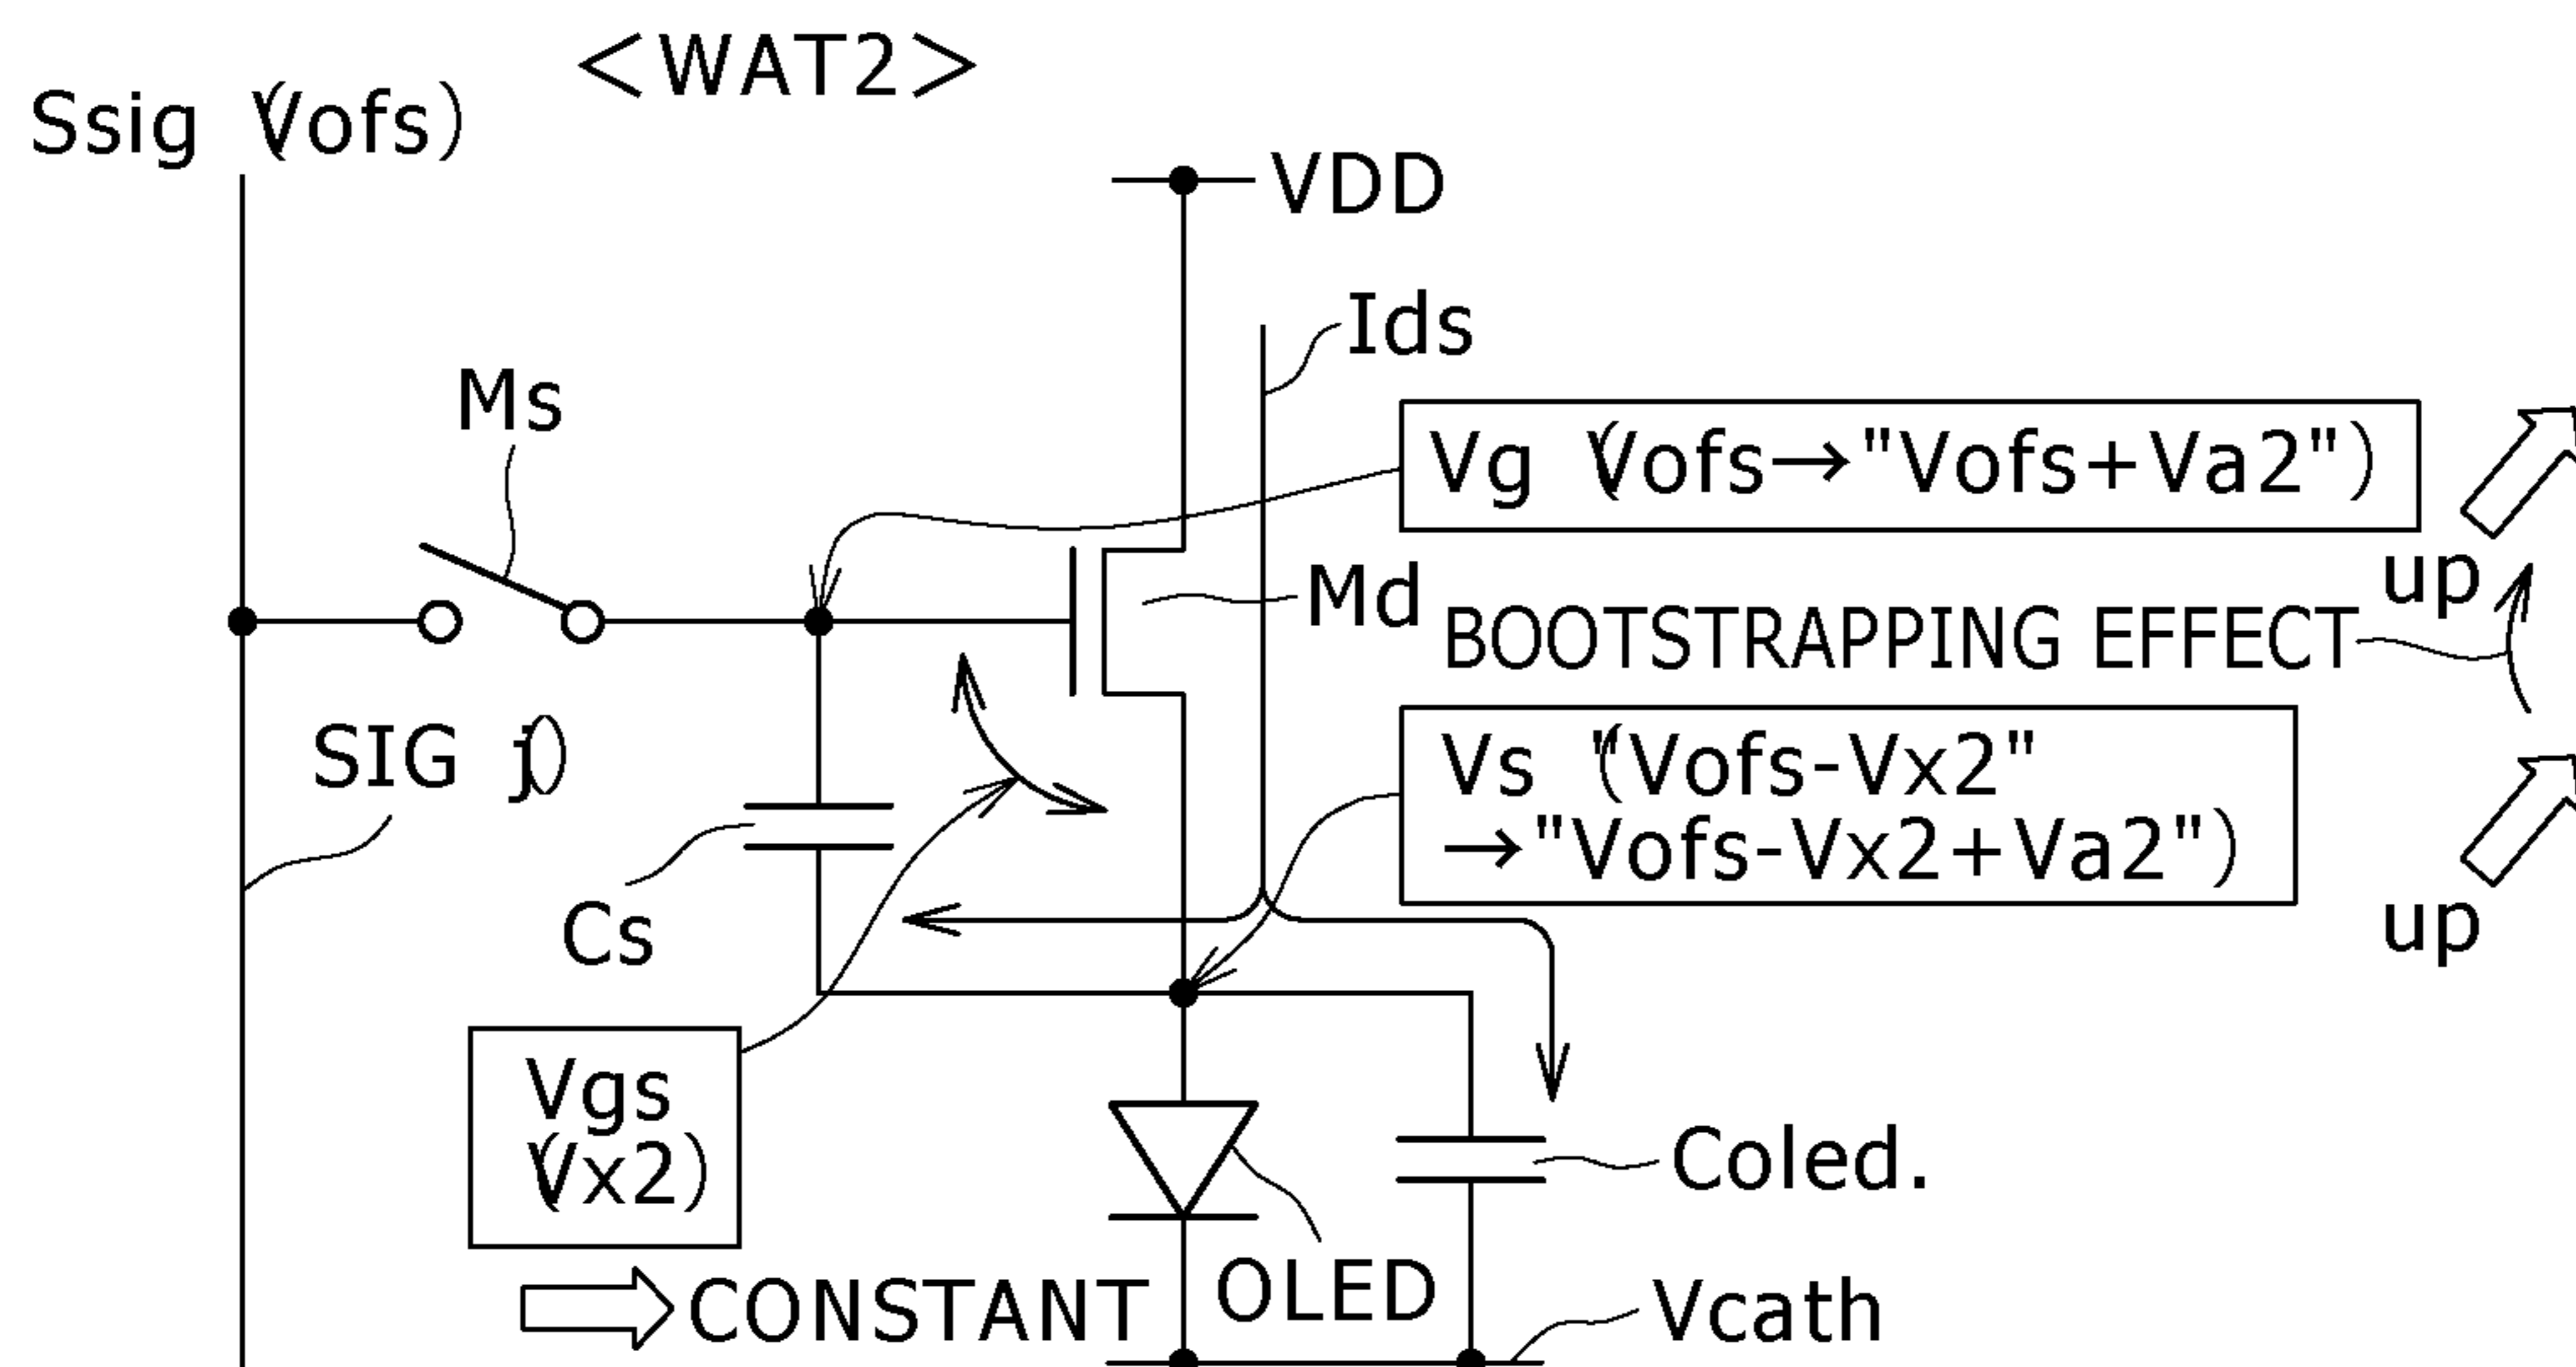 <WAT2>
Ssig (Vofs)
VDD
Ids
Ms
Vg (Vofs→"Vofs+Va2")
up
Md
BOOTSTRAPPING EFFECT
SIG (j)
Vs ("Vofs-Vx2"
→"Vofs-Vx2+Va2")
Cs
up
Vgs
(Vx2)
Coled.
OLED
CONSTANT
Vcath